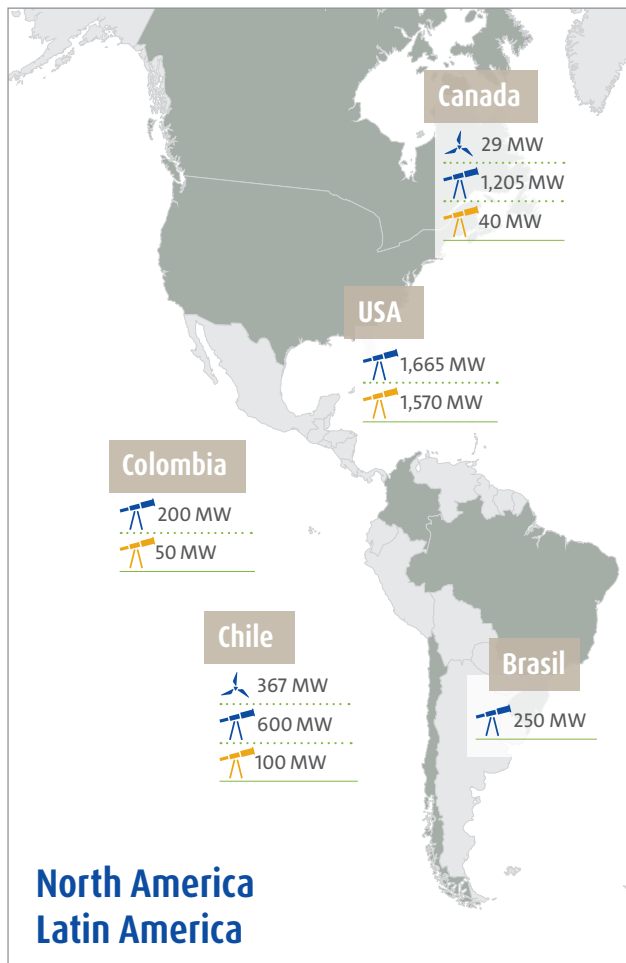 Canada
29 MW
1,205 MW
40 MW
USA
1,665 MW
1,570 MW
Colombia
200 MW
50 MW
Chile
367 MW
600 MW
100 MW
Brasil
250 MW
North America
Latin America